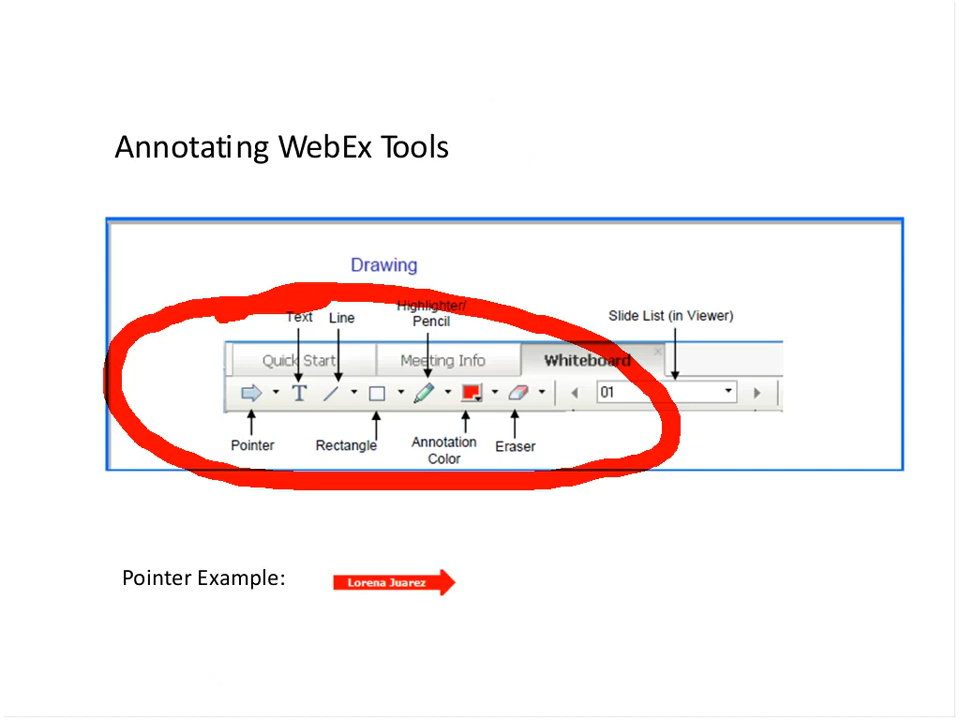 Annotating WebEx Tools
Drawing
Highlighter/
Pencil
Text
Line
Slide List (in Viewer)
Quick Start
Meeting Info
Whiteboard
T
01
Pointer
Rectangle
Annotation
Color
Eraser
Pointer Example:
Lorena Juarez